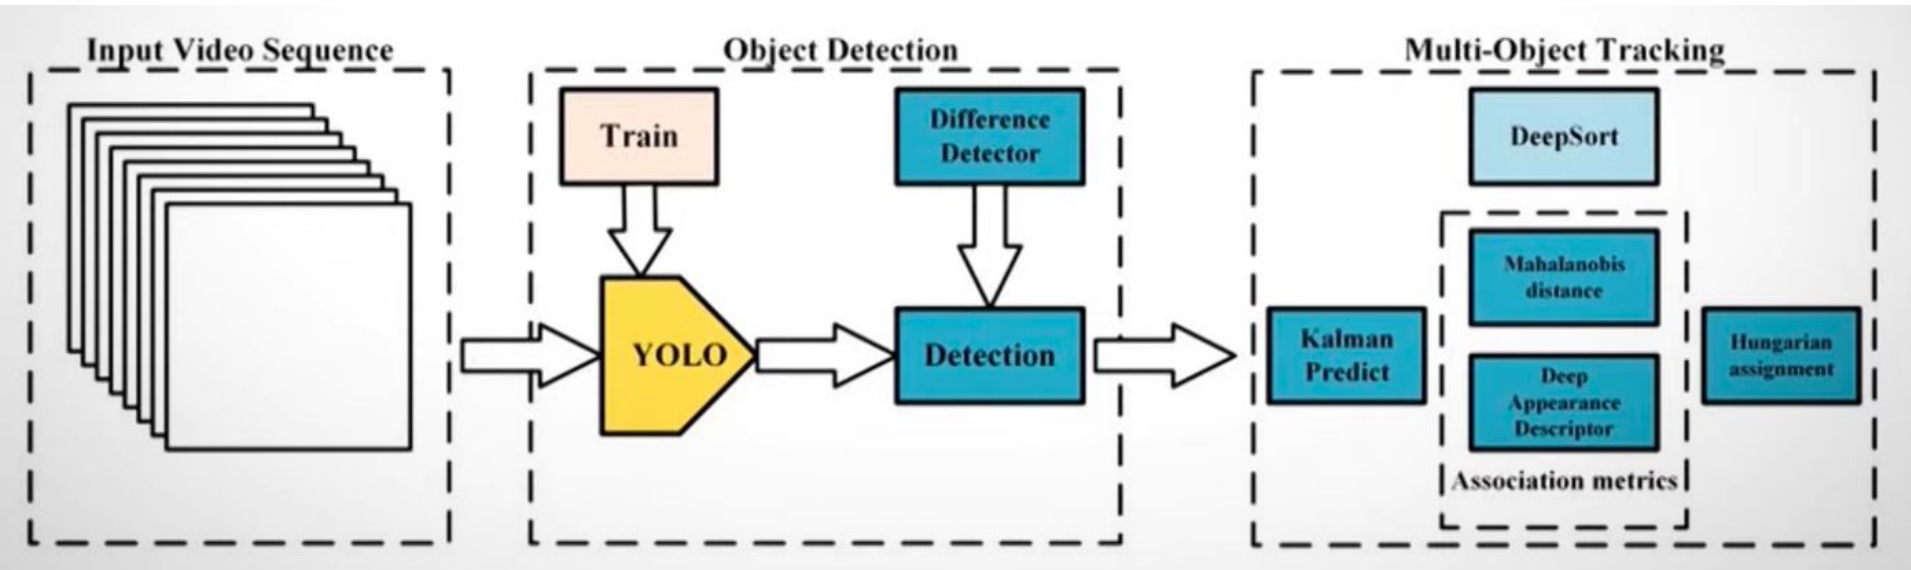 Input Video Sequence
Object Detection
Multi-Object Tracking
Train
Difference
Detector
DeepSort
YOLO
Detection
Kalman
Predict
Mahalanobis
distance
Deep
Appearance
Descriptor
Association metrics
Hungarian
assignment